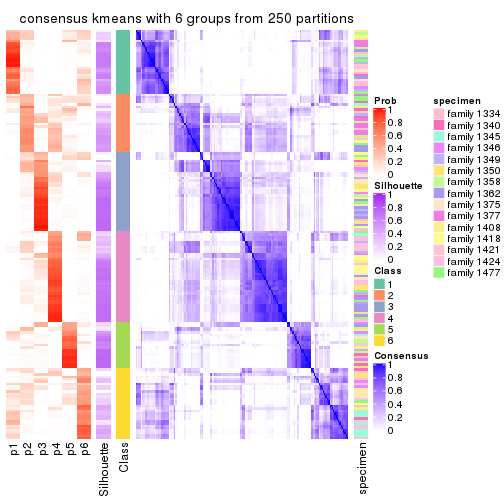 consensus kmeans with 6 groups from 250 partitions
Prob
1
0.8
0.6
0.4
0.2
0
Silhouette
1
0.8
0.6
0.4
0.2
0
Class
1
2
3
4
5
6
Consensus
1
0.8
0.6
0.4
0.2
0
specimen
family 1334
family 1340
family 1345
family 1346
family 1349
family 1350
family 1358
family 1362
family 1375
family 1377
family 1408
family 1418
family 1421
family 1424
family 1477
p1
p2
p3
p4
p5
p6
Silhouette
Class
specimen